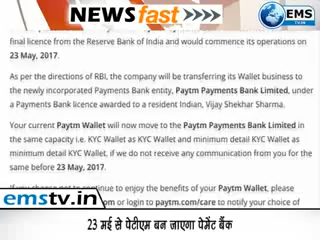 NEWSfast
EMS
TV.IN
final licence from the Reserve Bank of India and would commence its operations on
23 May, 2017.
As per the directions of RBI, the company will be transferring its Wallet business to
the newly incorporated Payments Bank entity, Paytm Payments Bank Limited, under
a Payments Bank licence awarded to a resident Indian, Vijay Shekhar Sharma.
Your current Paytm Wallet will now move to the Paytm Payments Bank Limited in
the same capacity i.e. KYC Wallet as KYC Wallet and minimum detail KYC Wallet as
minimum detail KYC Wallet, if we do not receive any communication from you for the
same before 23 May, 2017.
to continue to enjoy the benefits of your Paytm Wallet, please
om or login to paytm.com/care to notify your choice of
emstv.in
23 मई से पेटीएम बन जाएगा पेमेंट बैंक